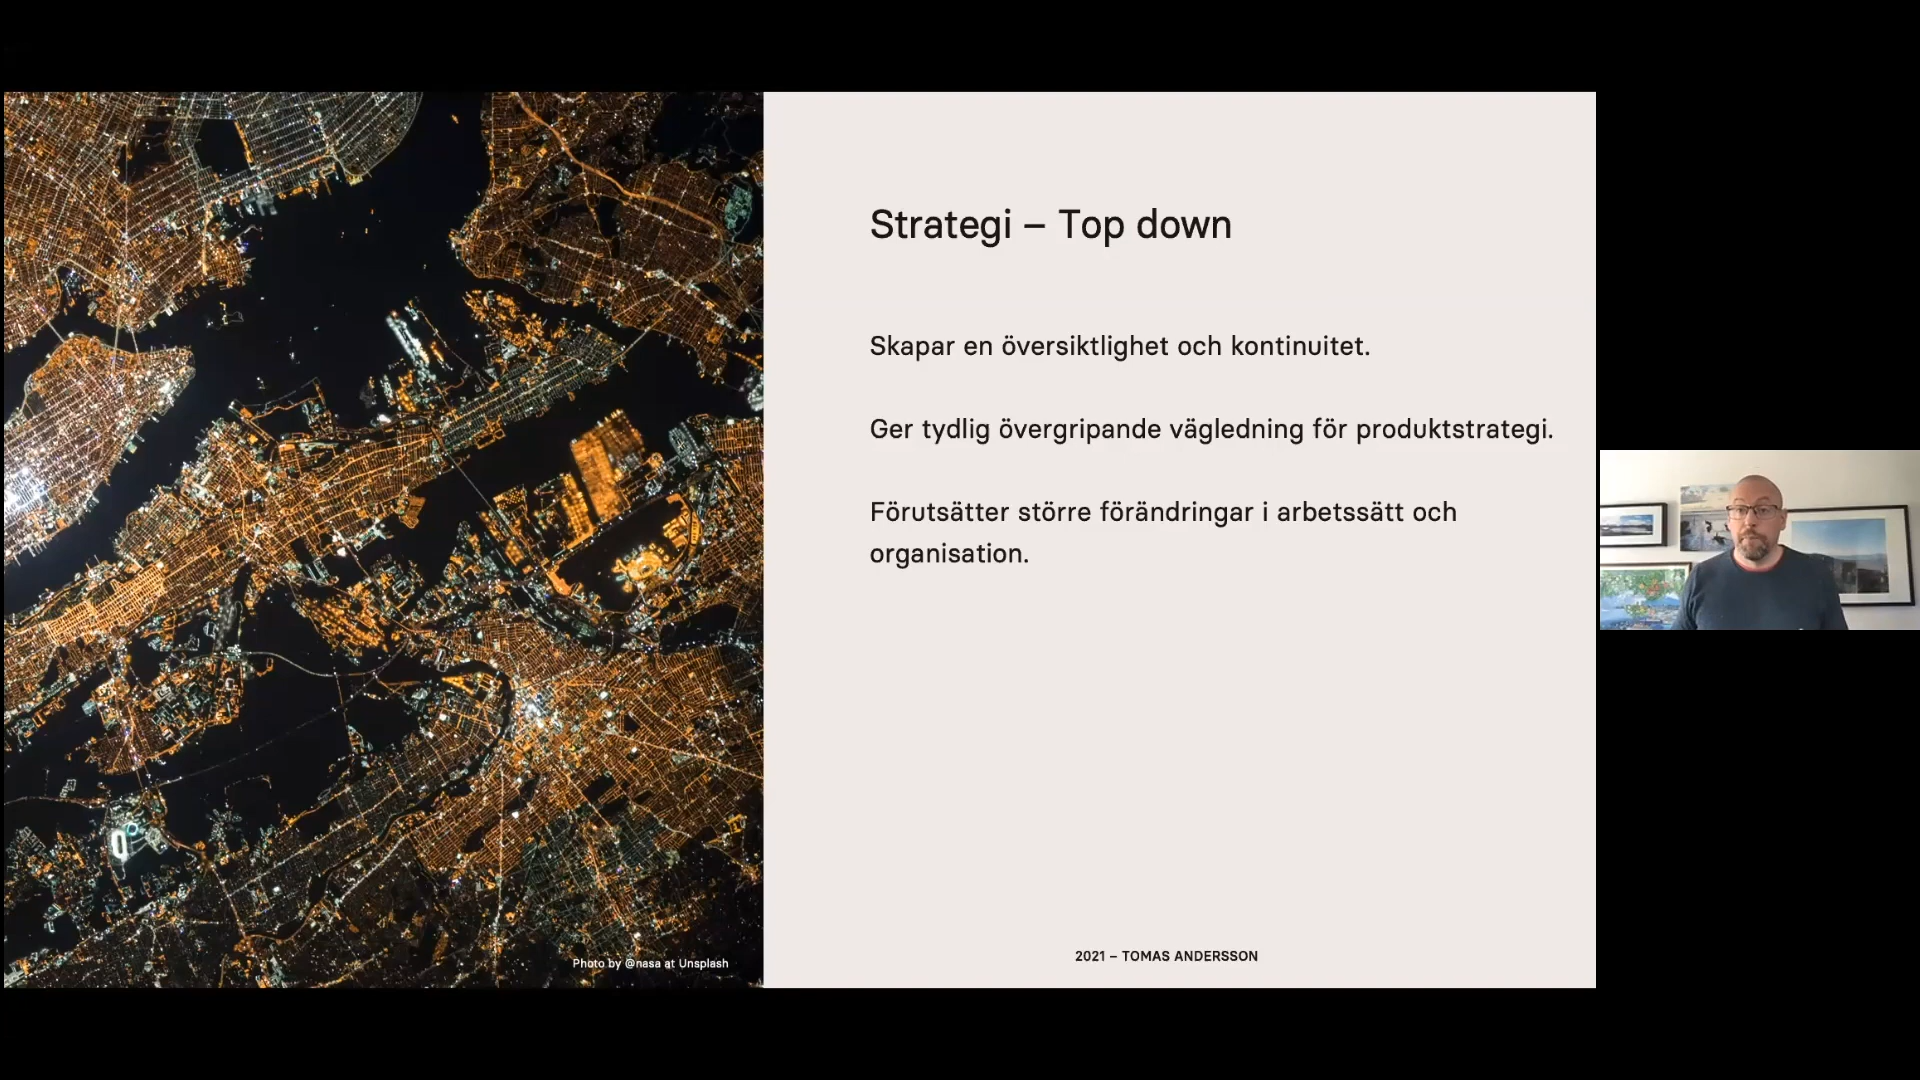 Strategi – Top down
Skapar en översiktlighet och kontinuitet.
Ger tydlig övergripande vägledning för produktstrategi.
Förutsätter större förändringar i arbetssätt och
organisation.
Photo by @nasa at Unsplash
2021 – TOMAS ANDERSSON